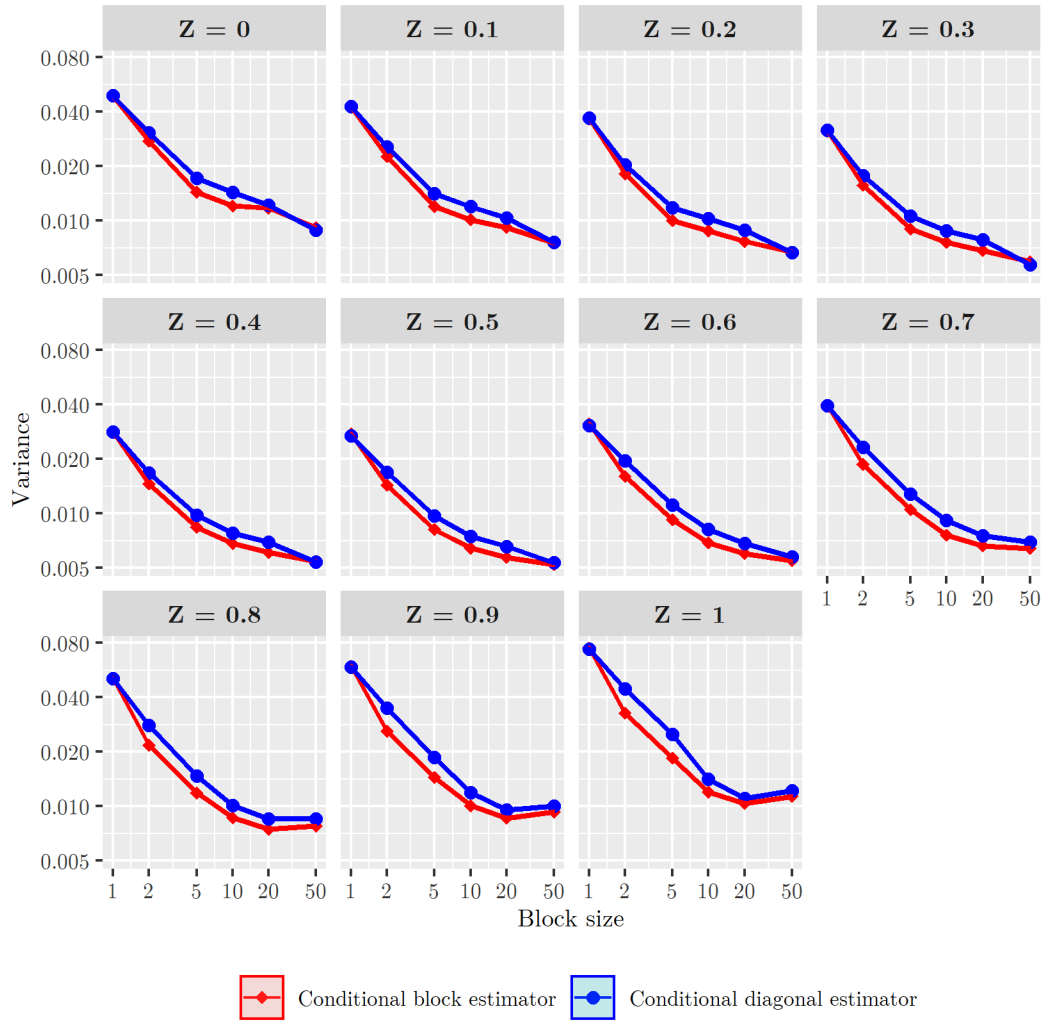 Z = 0 Z = 0.1 Z = 0.2 Z = 0.3
0.080
0.040
0.020
0.010
0.005
Z = 0.4 Z = 0.5 Z = 0.6 Z = 0.7
0.080
0.040
0.020
0.010
0.005
1 2 5 10 20 50
Z = 0.8 Z = 0.9 Z = 1
0.080
0.040
0.020
0.010
0.005
1 2 5 10 20 50 1 2 5 10 20 50 1 2 5 10 20 50
Variance
Block size
Conditional block estimator Conditional diagonal estimator